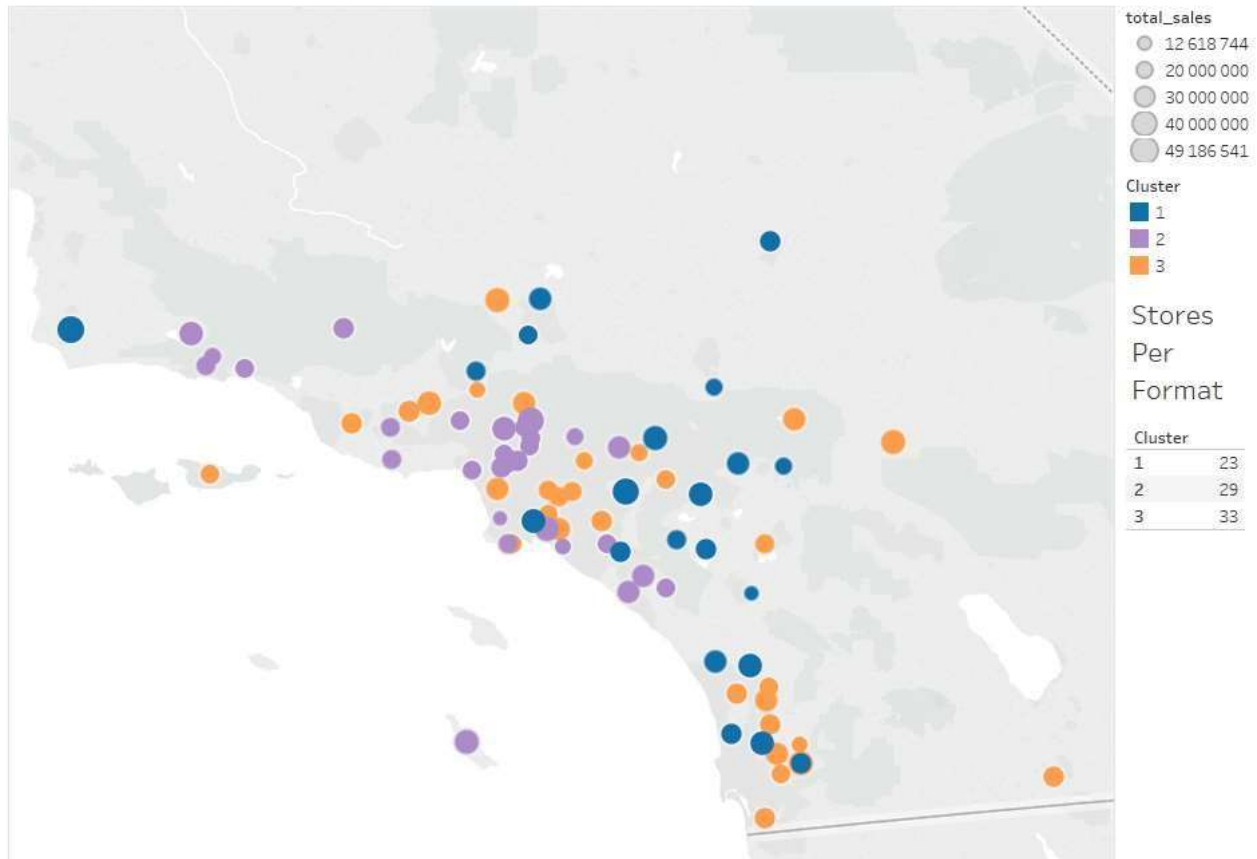 total_sales
12 618 744
20 000 000
30 000 000
40 000 000
49 186 541
Cluster
1
2
3
Stores
Per
Format
Cluster
1 23
2 29
3 33